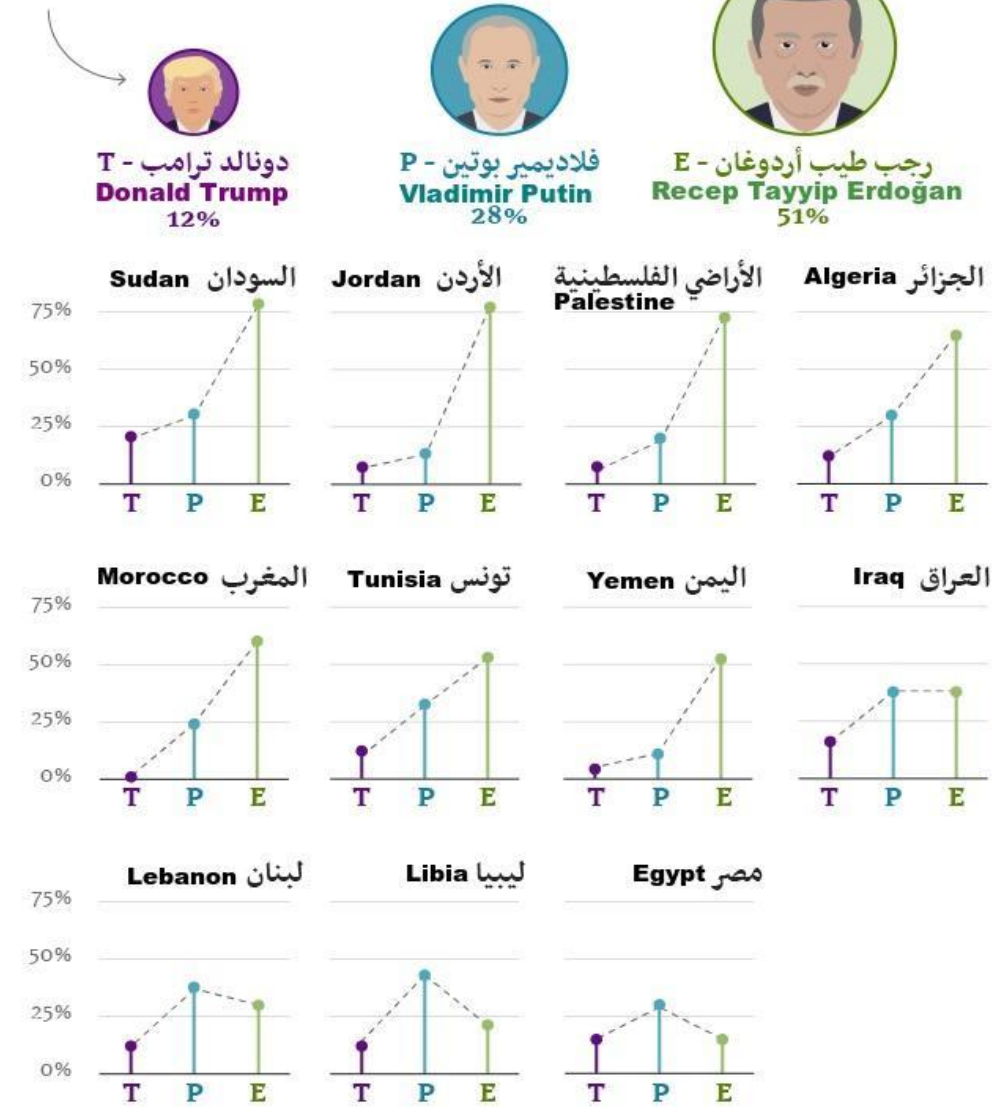 دونالد ترامب - T
Donald Trump
12%
فلاديمير بوتين - P
Vladimir Putin
28%
رجب طيب أردوغان - E
Recep Tayyip Erdoğan
51%
Sudan السودان
Jordan الأردن
الأراضي الفلسطينية
Palestine
Algeria الجزائر
75%
50%
25%
0%
T P E
T P E
T P E
T P E
Morocco المغرب
Tunisia تونس
Yemen اليمن
Iraq العراق
75%
50%
25%
0%
T P E
T P E
T P E
T P E
Lebanon لبنان
Libia ليبيا
Egypt مصر
75%
50%
25%
0%
T P E
T P E
T P E